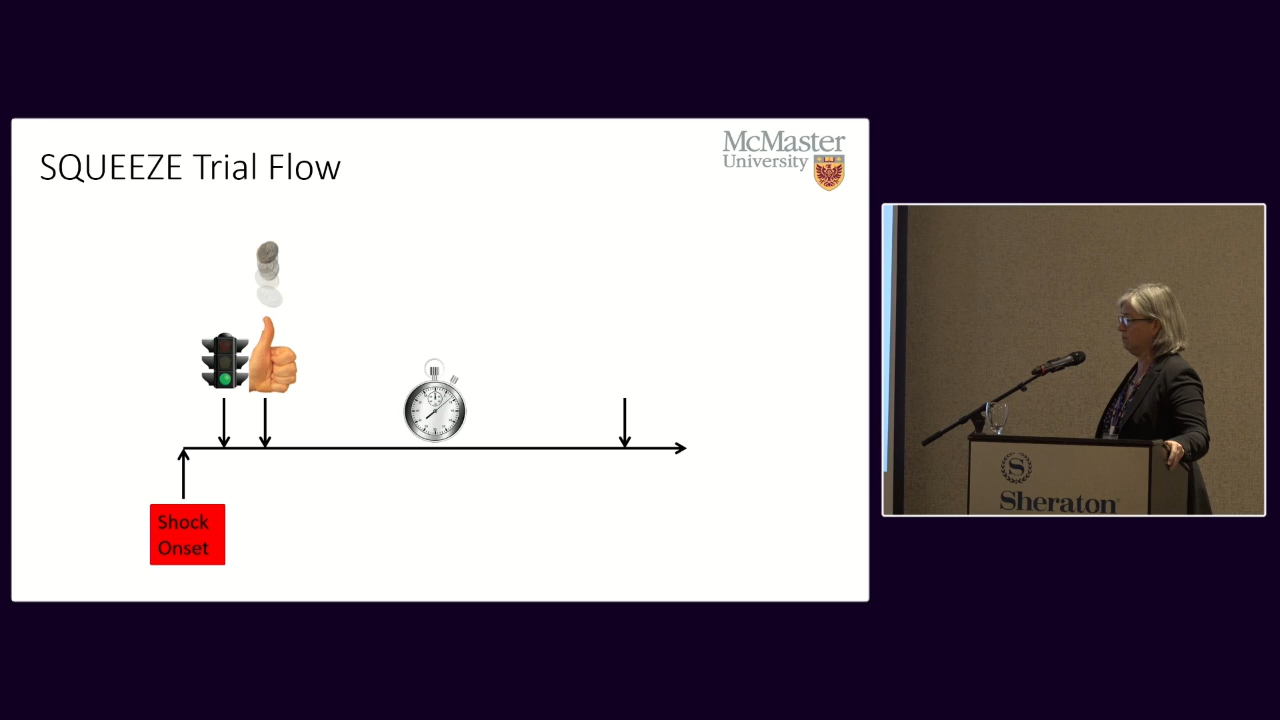 SQUEEZE Trial Flow
McMaster
University
Shock
Onset
S
Sheraton